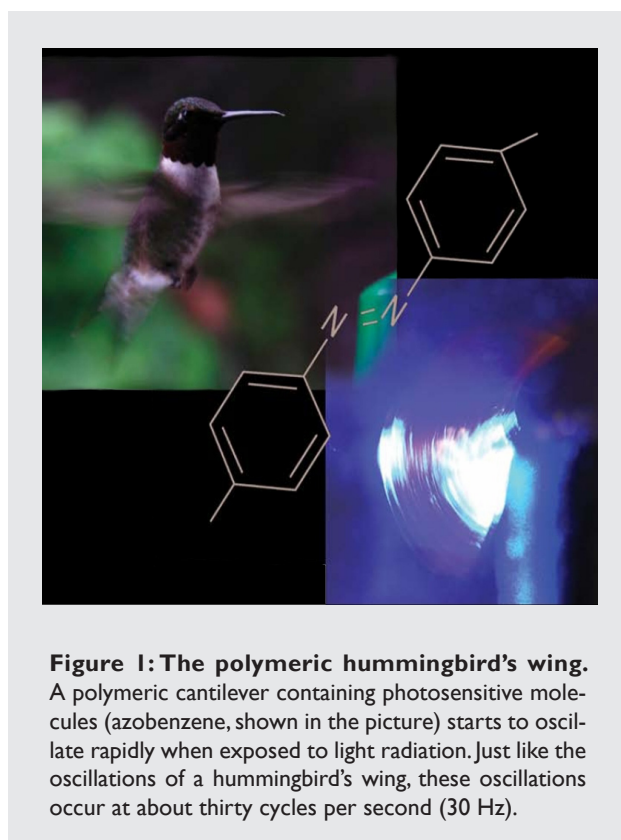 N =N
Figure 1: The polymeric hummingbird's wing.
A polymeric cantilever containing photosensitive mole-
cules (azobenzene, shown in the picture) starts to oscil-
late rapidly when exposed to light radiation. Just like the
oscillations of a hummingbird's wing, these oscillations
occur at about thirty cycles per second (30 Hz).